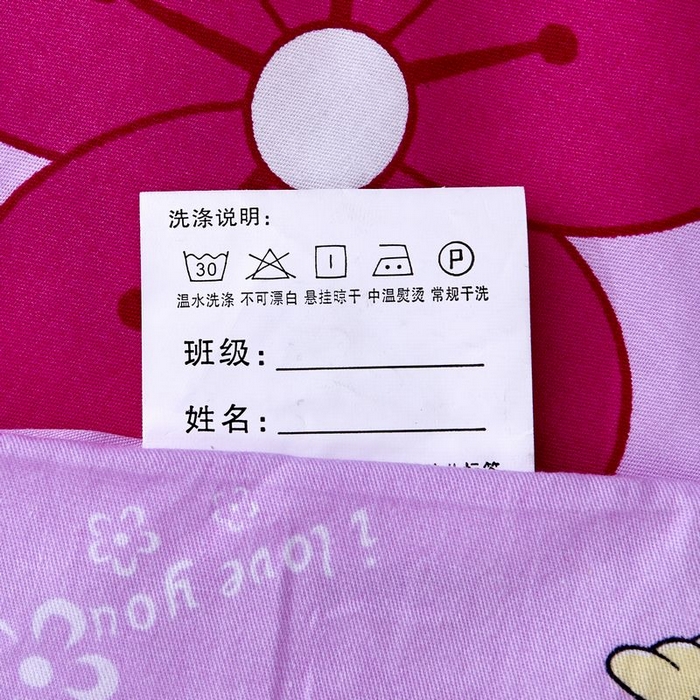 洗涤说明:
30 P
温水洗涤 不可漂白 悬挂晾干 中温熨烫 常规干洗
班级:
姓名:
i love you